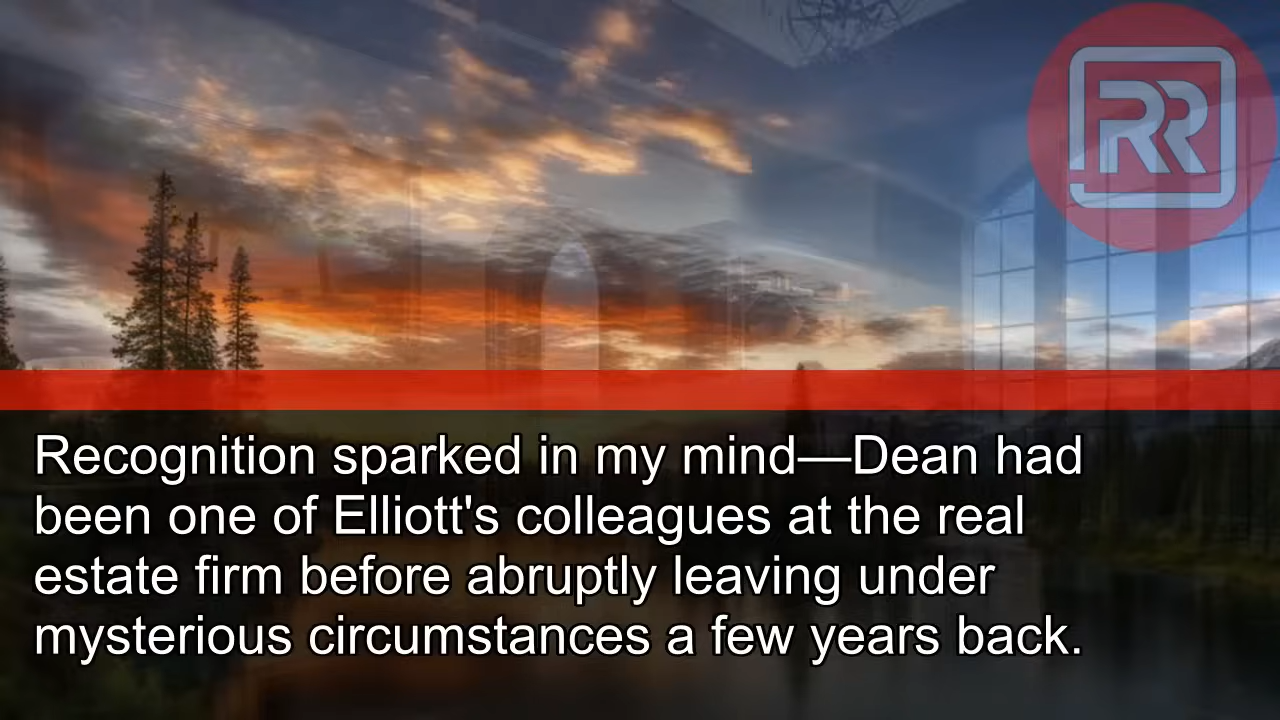 RR
Recognition sparked in my mind—Dean had
been one of Elliott's colleagues at the real
estate firm before abruptly leaving under
mysterious circumstances a few years back.